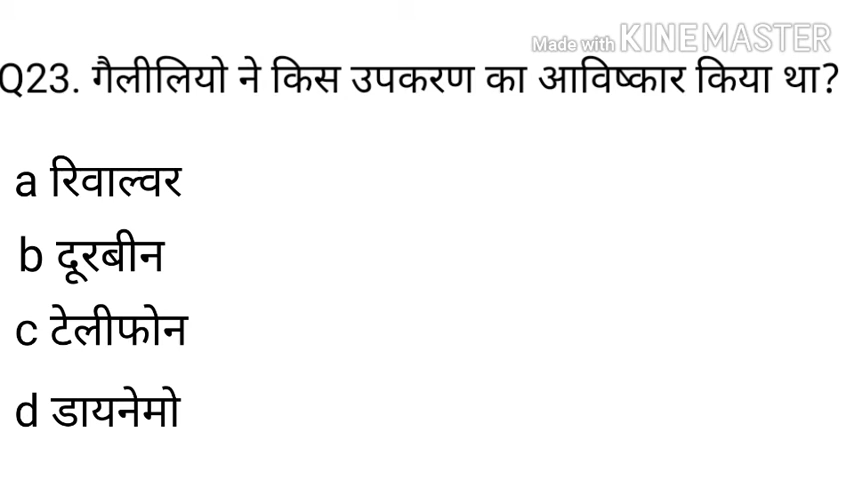 Made with KINEMASTER
Q23. गैलीलियो ने किस उपकरण का आविष्कार किया था?
a रिवाल्वर
b दूरबीन
c टेलीफोन
d डायनेमो